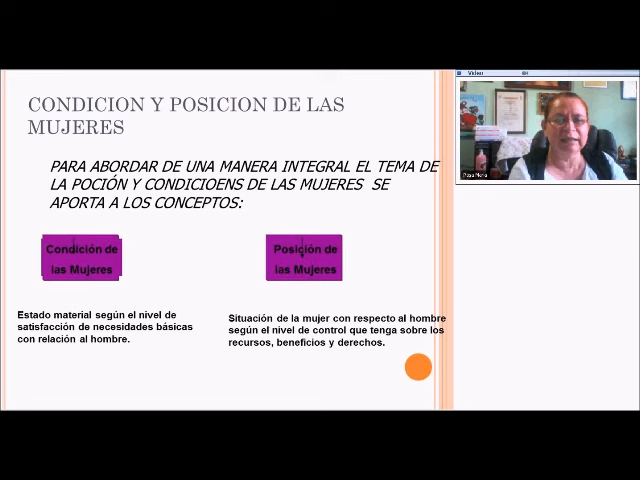 CONDICION Y POSICION DE LAS
MUJERES
PARA ABORDAR DE UNA MANERA INTEGRAL EL TEMA DE
LA POCIÓN Y CONDICIOENS DE LAS MUJERES SE
APORTA A LOS CONCEPTOS:
Condición de
las Mujeres
Posición de
las Mujeres
Estado material según el nivel de
satisfacción de necesidades básicas
con relación al hombre.
Situación de la mujer con respecto al hombre
según el nivel de control que tenga sobre los
recursos, beneficios y derechos.
Video